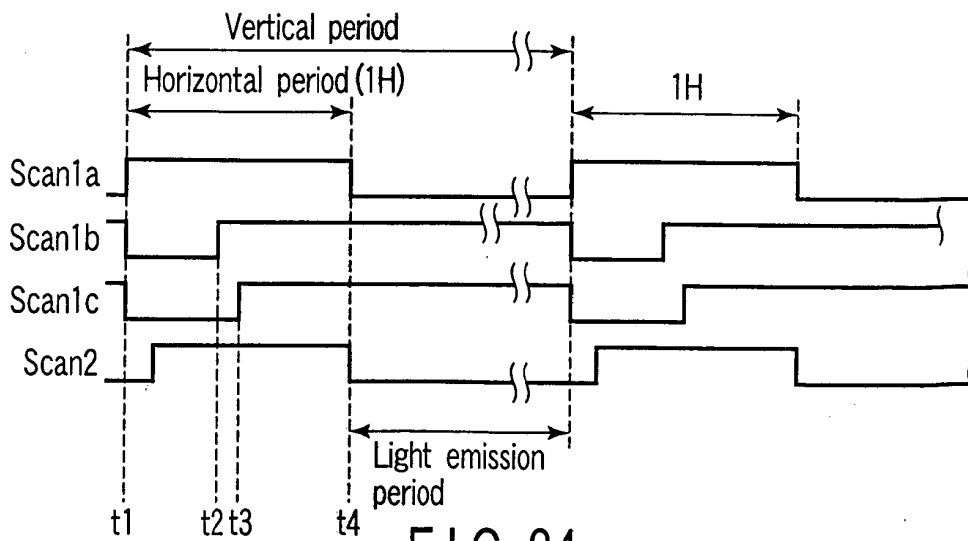 Vertical period
Horizontal period (1H)
1H
Scan1a
Scan1b
Scan1c
Scan2
Light emission
period
t1 t2 t3 t4